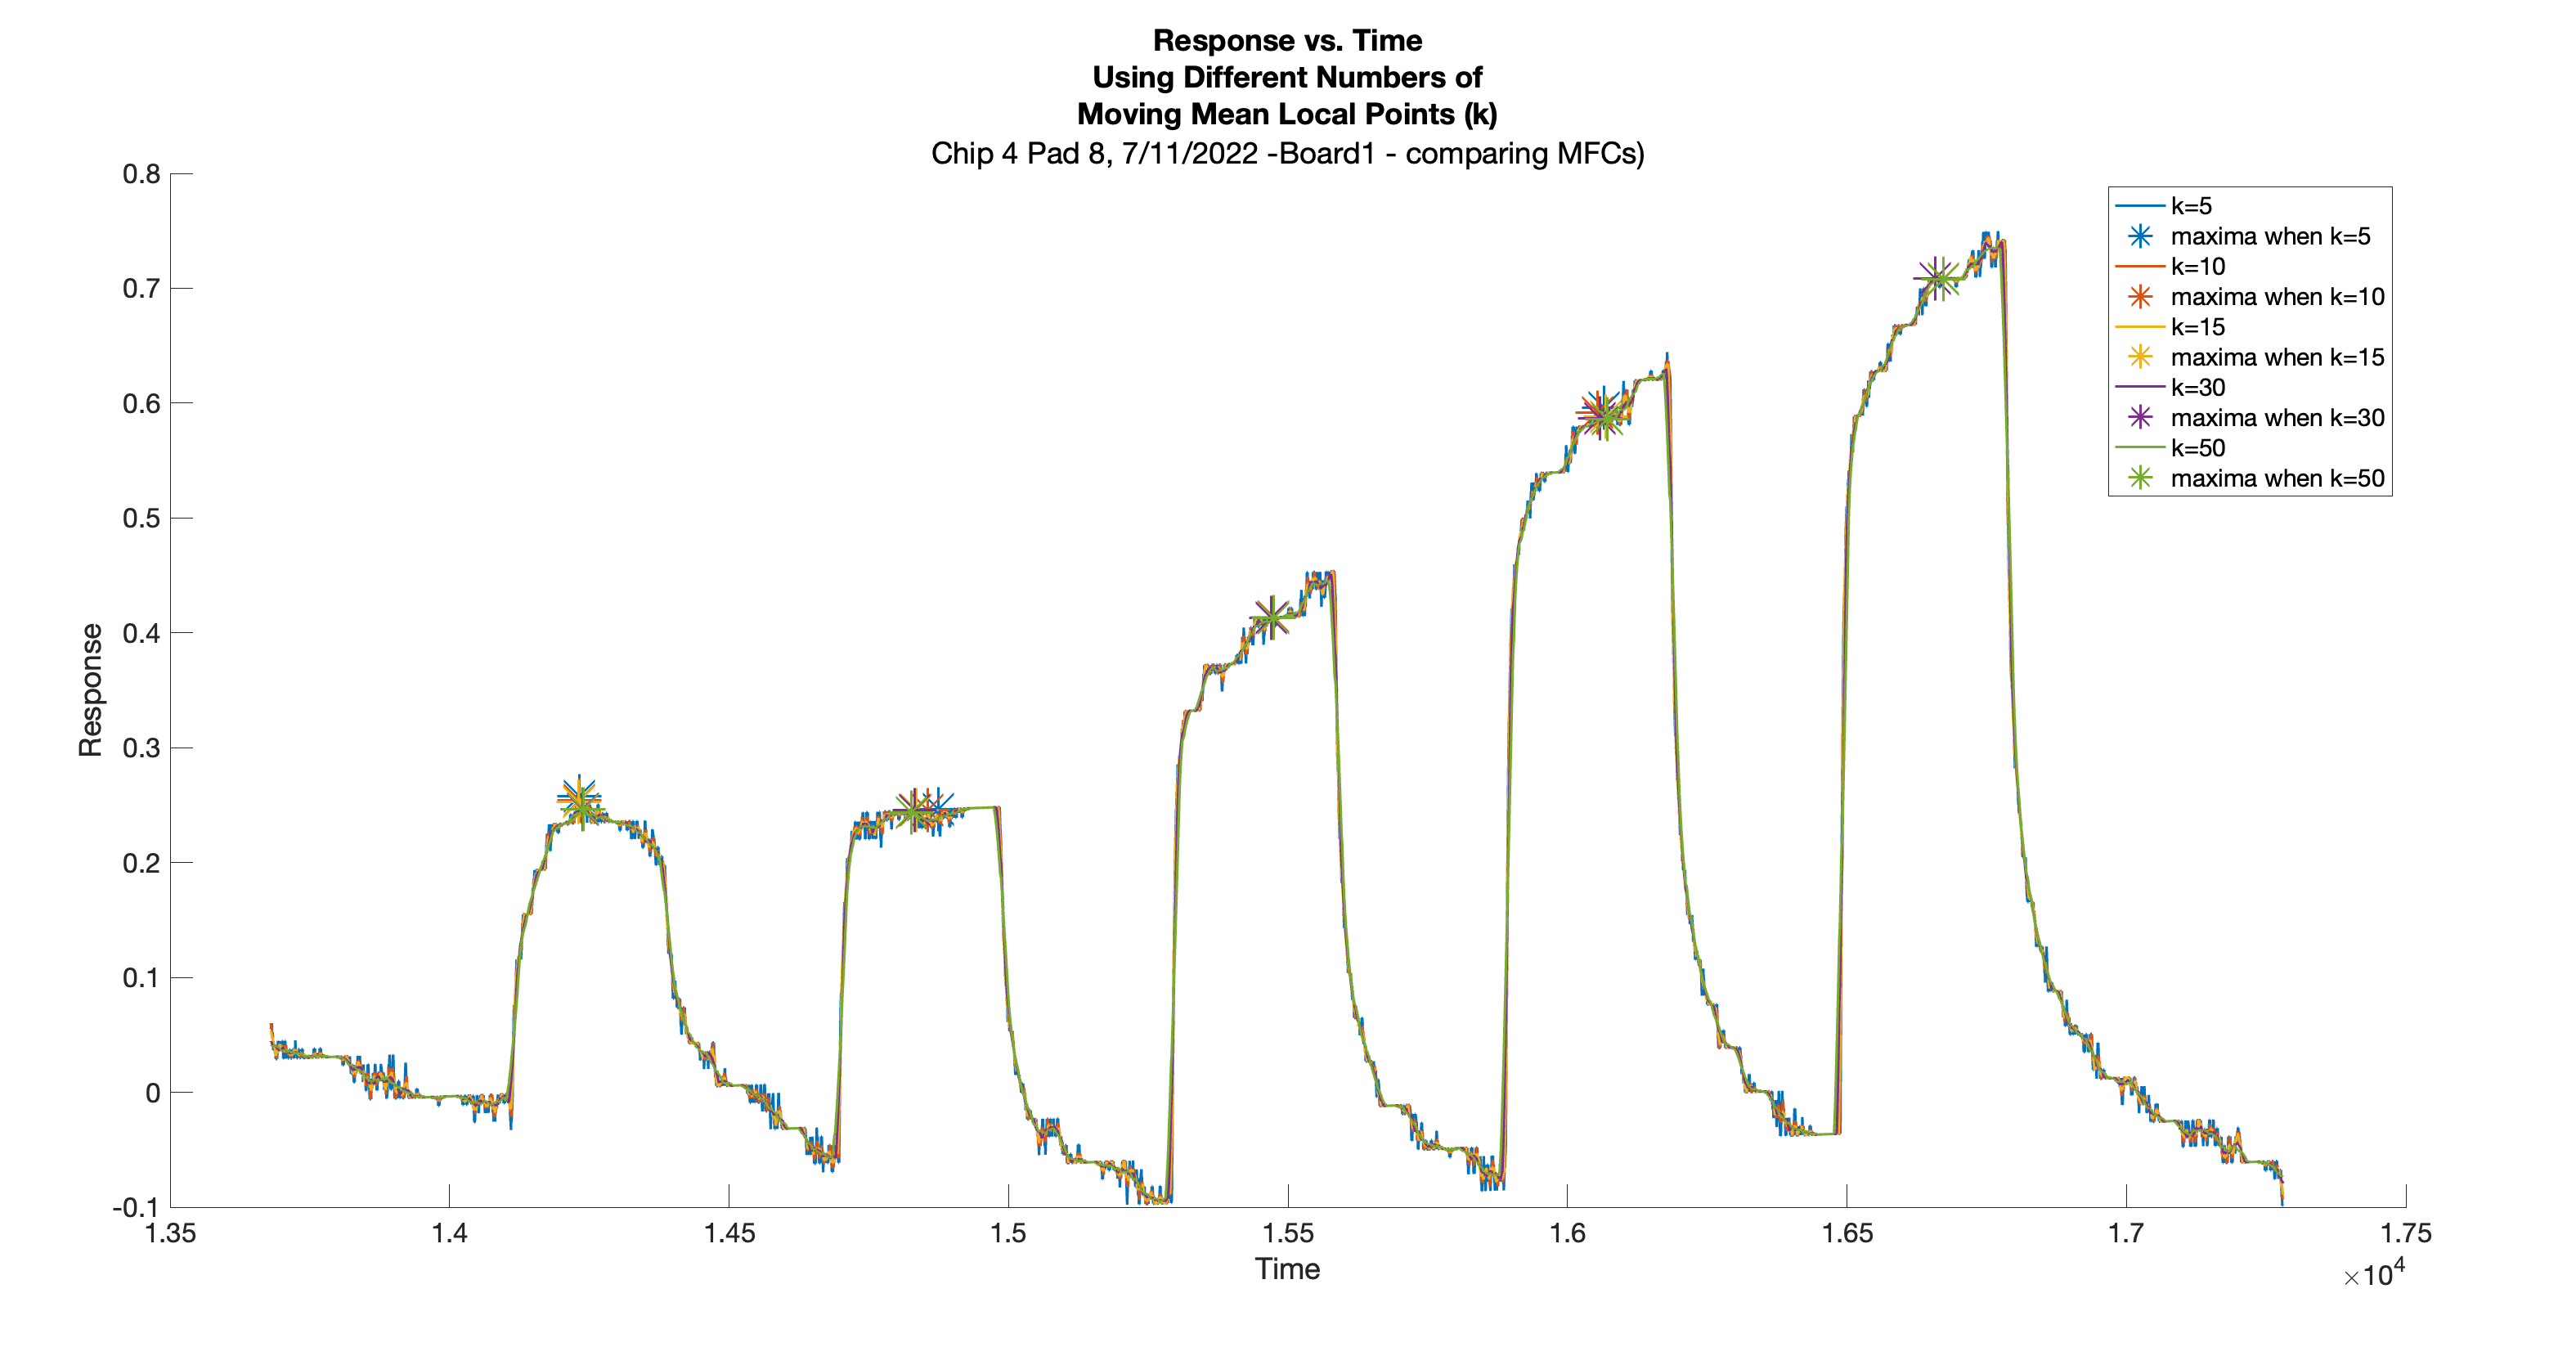 Response vs. Time
Using Different Numbers of
Moving Mean Local Points (k)
Chip 4 Pad 8, 7/11/2022 -Board1 - comparing MFCs)
0.8
0.7
0.6
0.5
0.4
0.3
0.2
0.1
0
-0.1
Response
k=5
maxima when k=5
k=10
maxima when k=10
k=15
maxima when k=15
k=30
maxima when k=30
k=50
maxima when k=50
1.35 1.4 1.45 1.5 1.55 1.6 1.65 1.7 1.75
Time
×10⁴